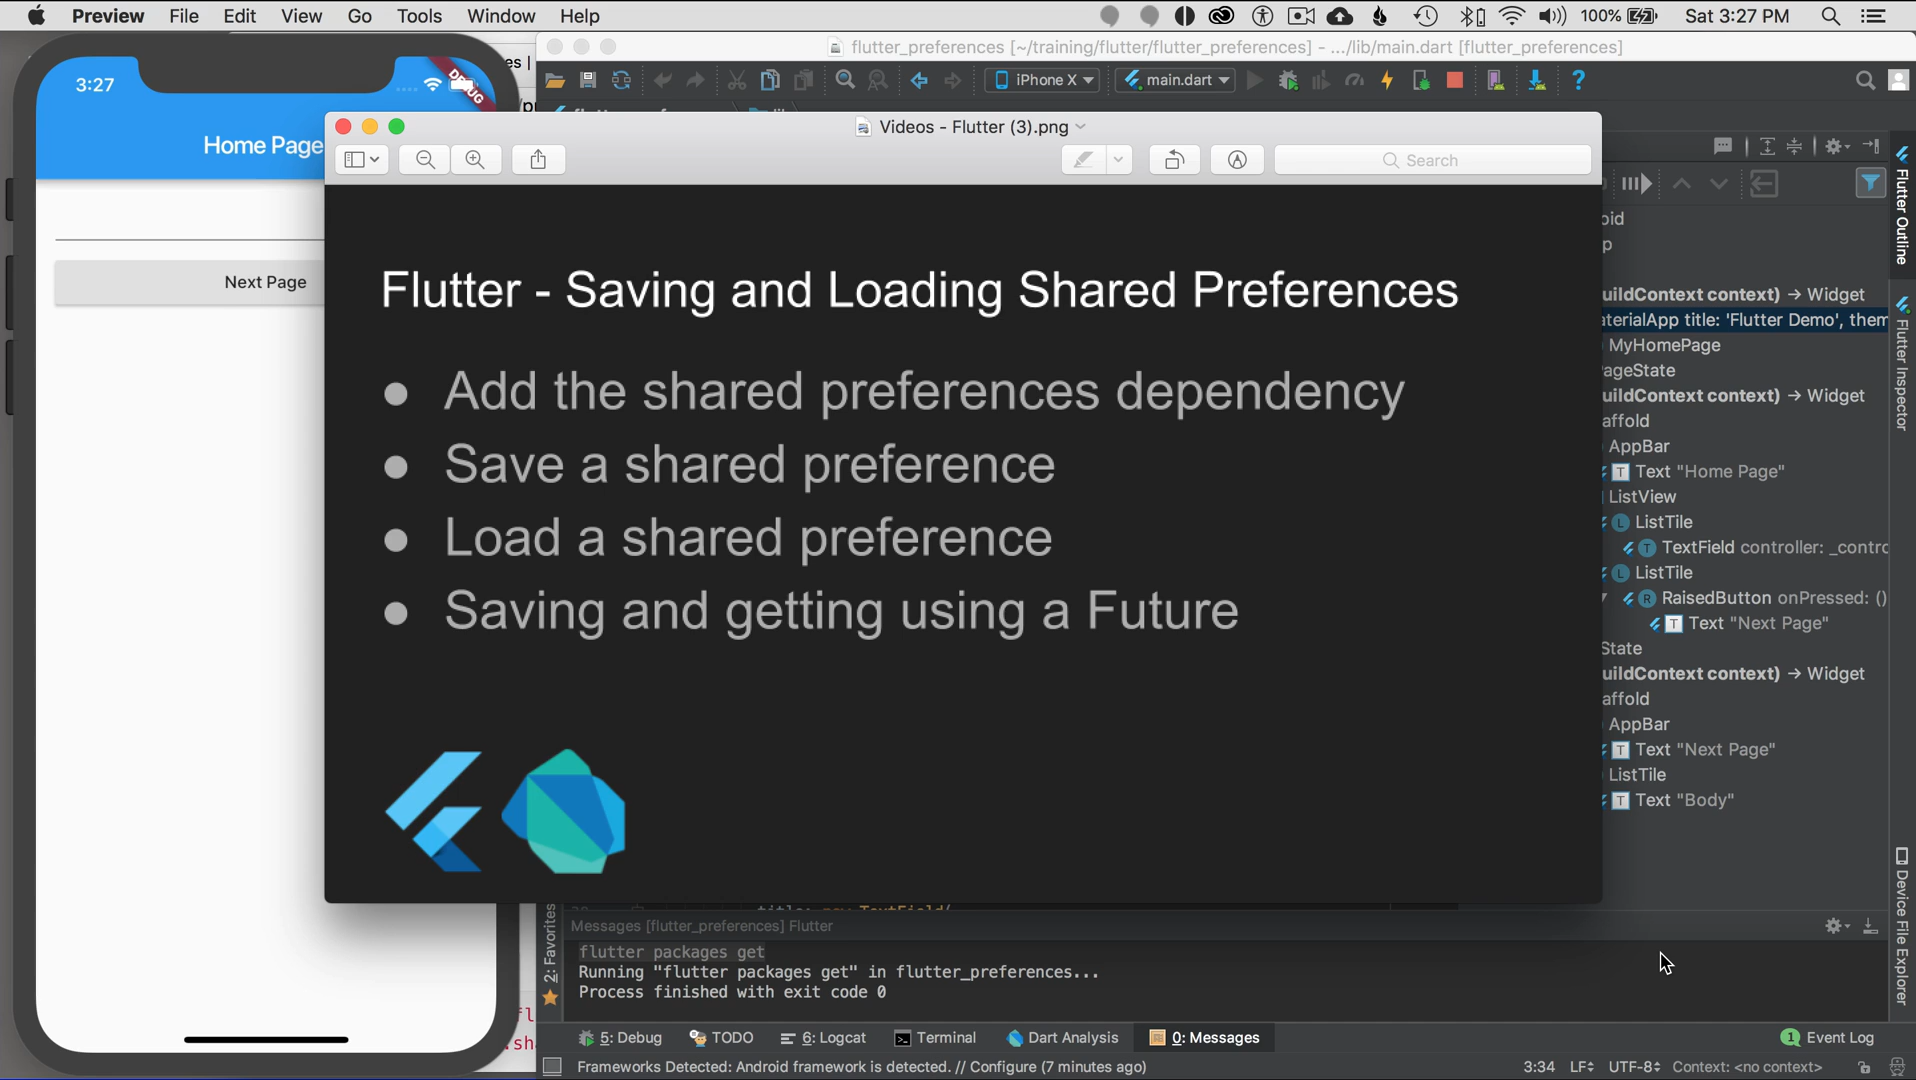 Preview File Edit View Go Tools Window Help
100% Sat 3:27 PM
flutter_preferences [~/training/flutter/flutter_preferences] - .../lib/main.dart [flutter_preferences]
3:27
DEBUG
iPhone X
main.dart
Home Page
Next Page
Videos - Flutter (3).png
Search
Flutter - Saving and Loading Shared Preferences
Add the shared preferences dependency
Save a shared preference
Load a shared preference
Saving and getting using a Future
oid
p
uildContext context) → Widget
aterialApp title: 'Flutter Demo', them
MyHomePage
ageState
uildContext context) → Widget
affold
AppBar
T Text "Home Page"
ListView
L ListTile
T TextField controller: _contro
L ListTile
R RaisedButton onPressed: ()
T Text "Next Page"
State
uildContext context) → Widget
affold
AppBar
T Text "Next Page"
ListTile
T Text "Body"
Flutter Outline
Flutter Inspector
Device File Explorer
2: Favorites
Messages [flutter_preferences] Flutter
flutter packages get
Running "flutter packages get" in flutter_preferences...
Process finished with exit code 0
5: Debug TODO 6: Logcat Terminal Dart Analysis 0: Messages 1 Event Log
Frameworks Detected: Android framework is detected. // Configure (7 minutes ago) 3:34 LF UTF-8 Context: <no context>